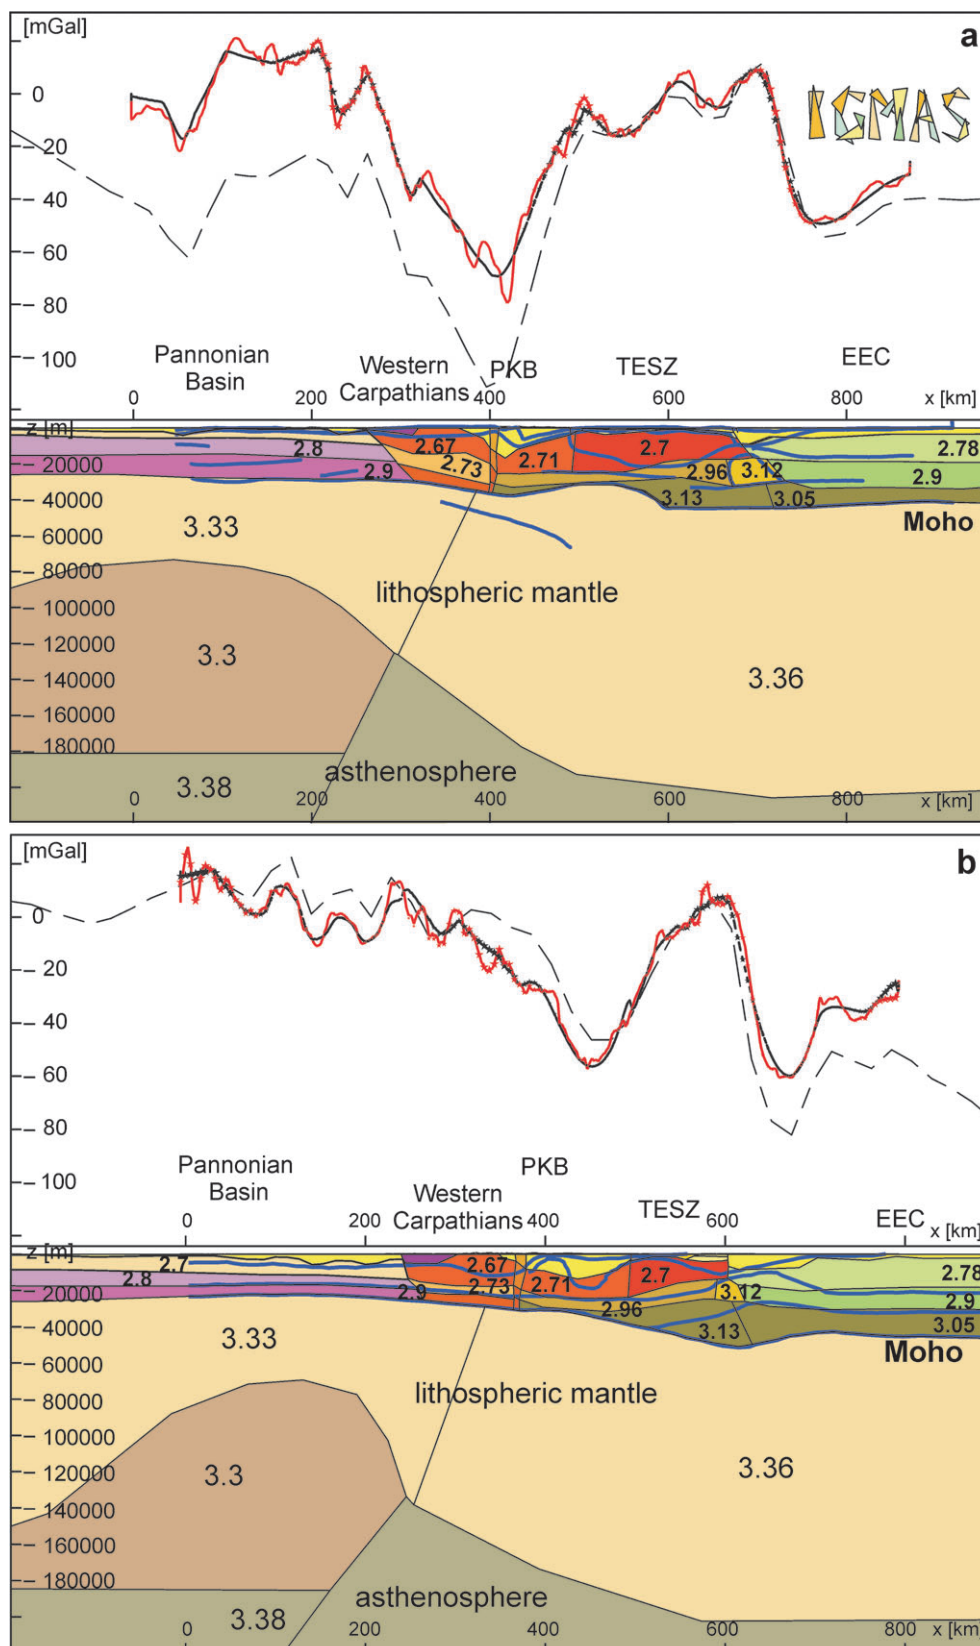 [mGal]
a
IGMAS
0
– 20
– 40
– 60
– 80
– 100
Pannonian
Basin
Western
Carpathians
PKB
TESZ
EEC
0 200 400 600 800 x [km]
z [m]
2.8 2.67 2.71 2.7 2.78
– 20000 2.9 2.73 2.96 3.12 2.9
– 40000 3.13 3.05
3.33 Moho
– 60000
– 80000
lithospheric mantle
– 100000
– 120000
3.3 3.36
– 140000
– 160000
– 180000
asthenosphere
3.38
0 200 400 600 800 x [km]
[mGal]
b
0
– 20
– 40
– 60
– 80
– 100
Pannonian
Basin
Western
Carpathians
PKB
TESZ
EEC
0 200 400 600 x [km]
z [m]
2.7 2.67 2.7 2.78
2.8 2.73 2.71
– 20000 2.9 2.96 3.12 2.9
– 40000 3.13 3.05
3.33 Moho
– 60000
lithospheric mantle
– 80000
– 100000
3.3 3.36
– 120000
– 140000
– 160000
– 180000
asthenosphere
3.38
0 200 400 600 800 x [km]